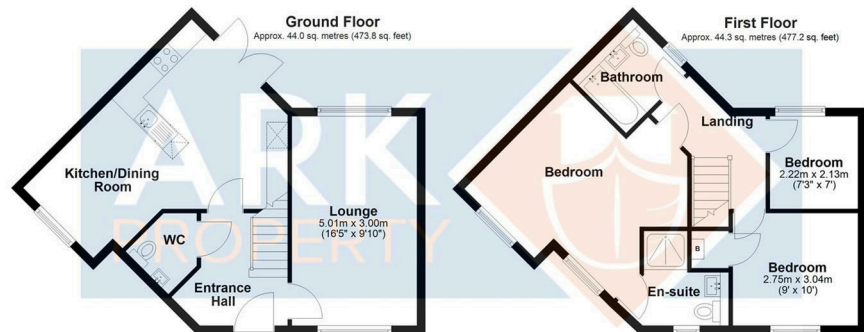 Ground Floor
Approx. 44.0 sq. metres (473.8 sq. feet)
Kitchen/Dining
Room
WC
Entrance
Hall
Lounge
5.01m x 3.00m
(16'5" x 9'10")
First Floor
Approx. 44.3 sq. metres (477.2 sq. feet)
Bathroom
Landing
Bedroom
Bedroom
2.22m x 2.13m
(7'3" x 7')
B
En-suite
Bedroom
2.75m x 3.04m
(9' x 10')
ARK
PROPERTY